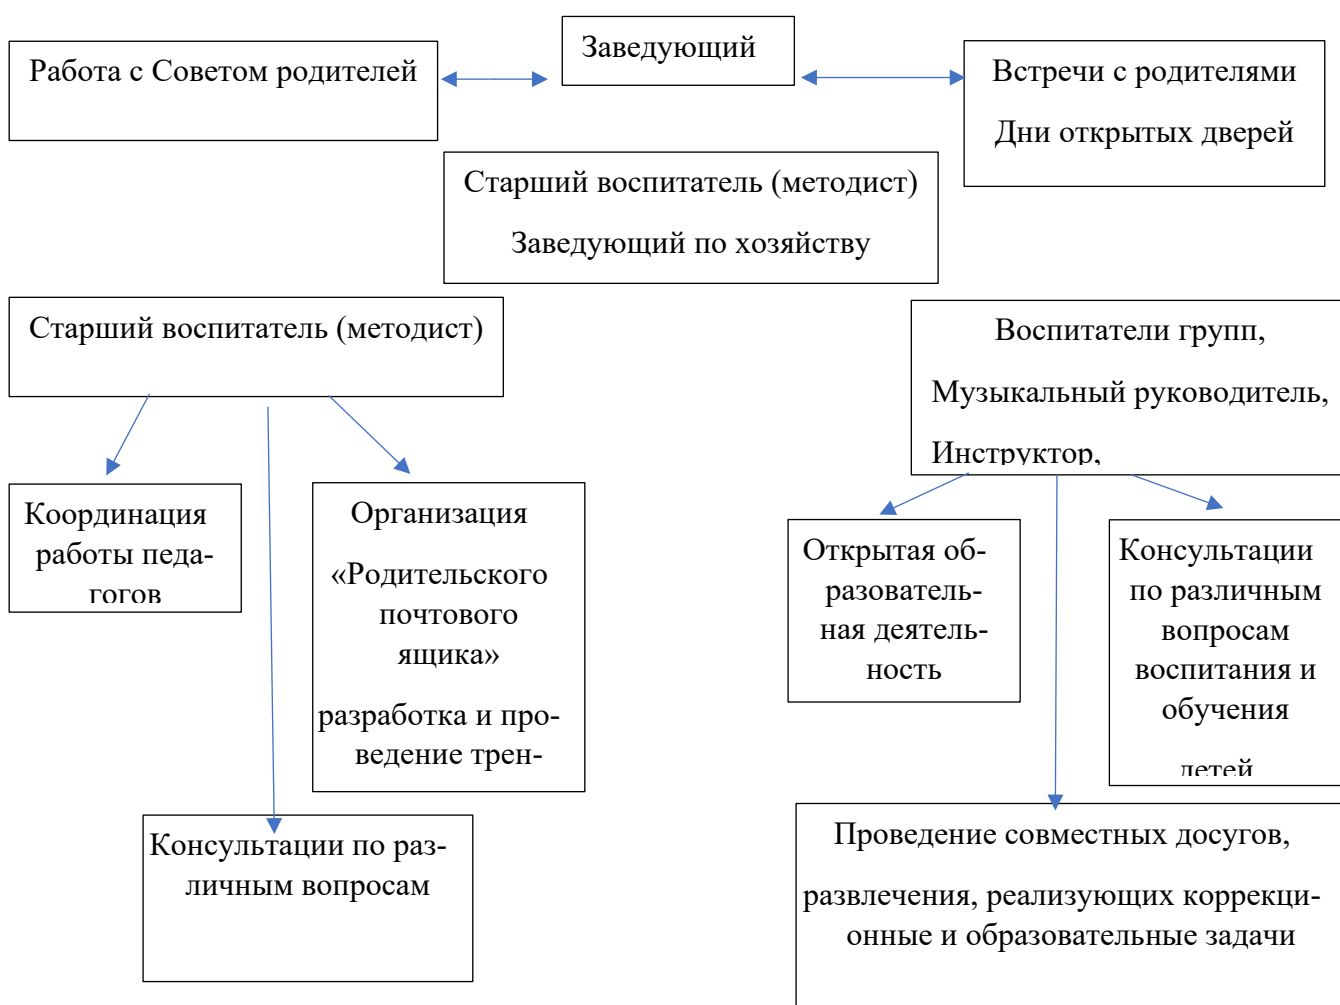 Заведующий
Работа с Советом родителей
Встречи с родителями
Дни открытых дверей
Старший воспитатель (методист)
Заведующий по хозяйству
Старший воспитатель (методист)
Воспитатели групп,
Музыкальный руководитель,
Инструктор,
Координация
работы педа-
гогов
Организация
«Родительского
почтового
ящика»
разработка и про-
ведение трен-
Открытая об-
разователь-
ная деятель-
ность
Консультации
по различным
вопросам
воспитания и
обучения
детей
Консультации по раз-
личным вопросам
Проведение совместных досугов,
развлечения, реализующих коррекци-
онные и образовательные задачи